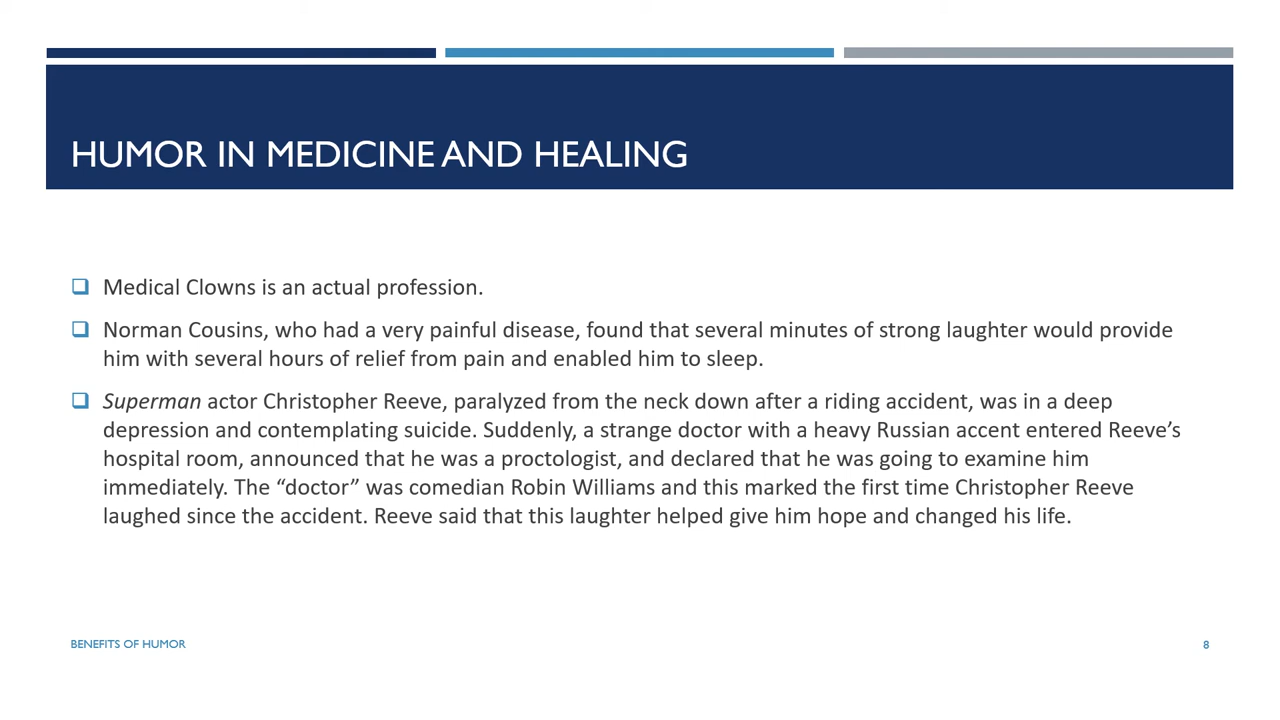 HUMOR IN MEDICINE AND HEALING
❑ Medical Clowns is an actual profession.
❑ Norman Cousins, who had a very painful disease, found that several minutes of strong laughter would provide
him with several hours of relief from pain and enabled him to sleep.
❑ Superman actor Christopher Reeve, paralyzed from the neck down after a riding accident, was in a deep
depression and contemplating suicide. Suddenly, a strange doctor with a heavy Russian accent entered Reeve’s
hospital room, announced that he was a proctologist, and declared that he was going to examine him
immediately. The “doctor” was comedian Robin Williams and this marked the first time Christopher Reeve
laughed since the accident. Reeve said that this laughter helped give him hope and changed his life.
BENEFITS OF HUMOR
8